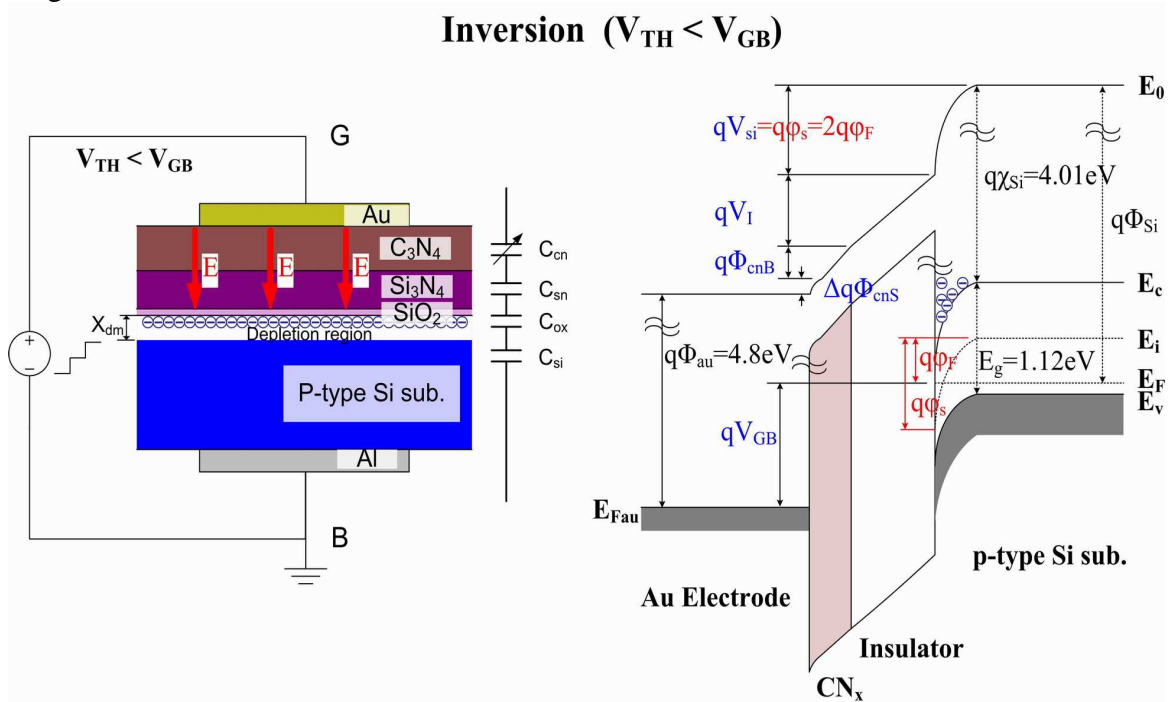 Inversion (V_TH < V_GB)
G
V_TH < V_GB
Au
C₃N₄
E E E
Si₃N₄
SiO₂
X_dm
Depletion region
P-type Si sub.
Al
B
+
−
C_cn
C_sn
C_ox
C_si
E₀
qV_si=qφ_s=2qφ_F
qχ_Si=4.01eV
qV_I
qΦ_Si
qΦ_cnB
ΔqΦ_cnS
E_c
qΦ_au=4.8eV
E_i
qφ_F
E_g=1.12eV
E_F
qφ_s
E_v
qV_GB
E_Fau
p-type Si sub.
Au Electrode
Insulator
CN_x